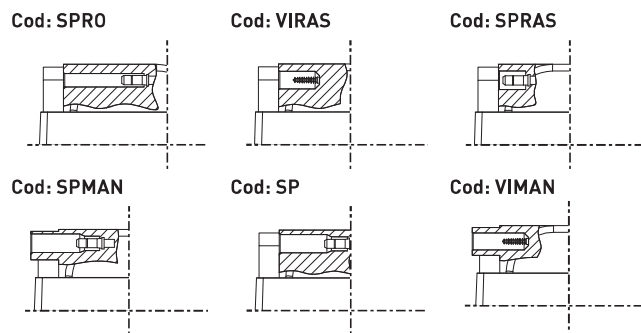 Cod: SPRO
Cod: VIRAS
Cod: SPRAS
Cod: SPMAN
Cod: SP
Cod: VIMAN